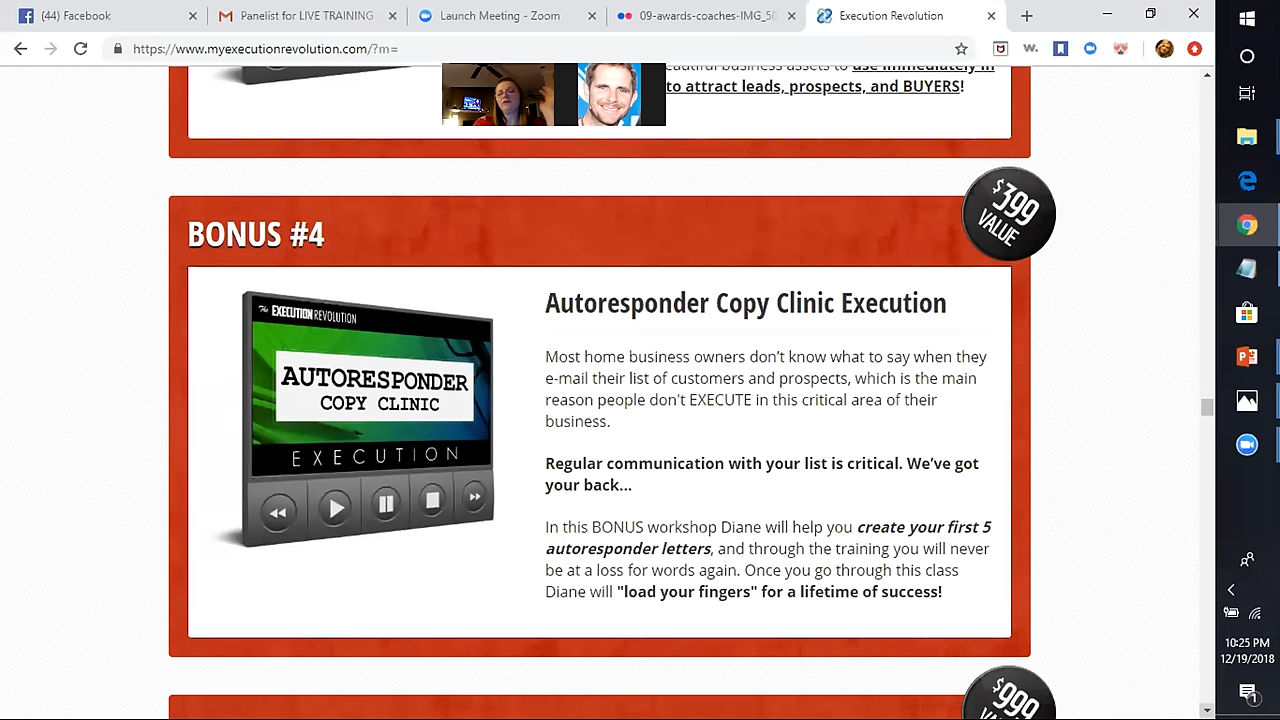 (44) Facebook
Panelist for LIVE TRAINING
Launch Meeting - Zoom
09-awards-coaches-IMG_50
Execution Revolution
https://www.myexecutionrevolution.com/?m=
to attract leads, prospects, and BUYERS!
$399
VALUE
BONUS #4
The EXECUTION REVOLUTION
AUTORESPONDER
COPY CLINIC
EXECUTION
Autoresponder Copy Clinic Execution
Most home business owners don’t know what to say when they
e-mail their list of customers and prospects, which is the main
reason people don't EXECUTE in this critical area of their
business.
Regular communication with your list is critical. We’ve got
your back...
In this BONUS workshop Diane will help you create your first 5
autoresponder letters, and through the training you will never
be at a loss for words again. Once you go through this class
Diane will "load your fingers" for a lifetime of success!
$999
10:25 PM
12/19/2018
1